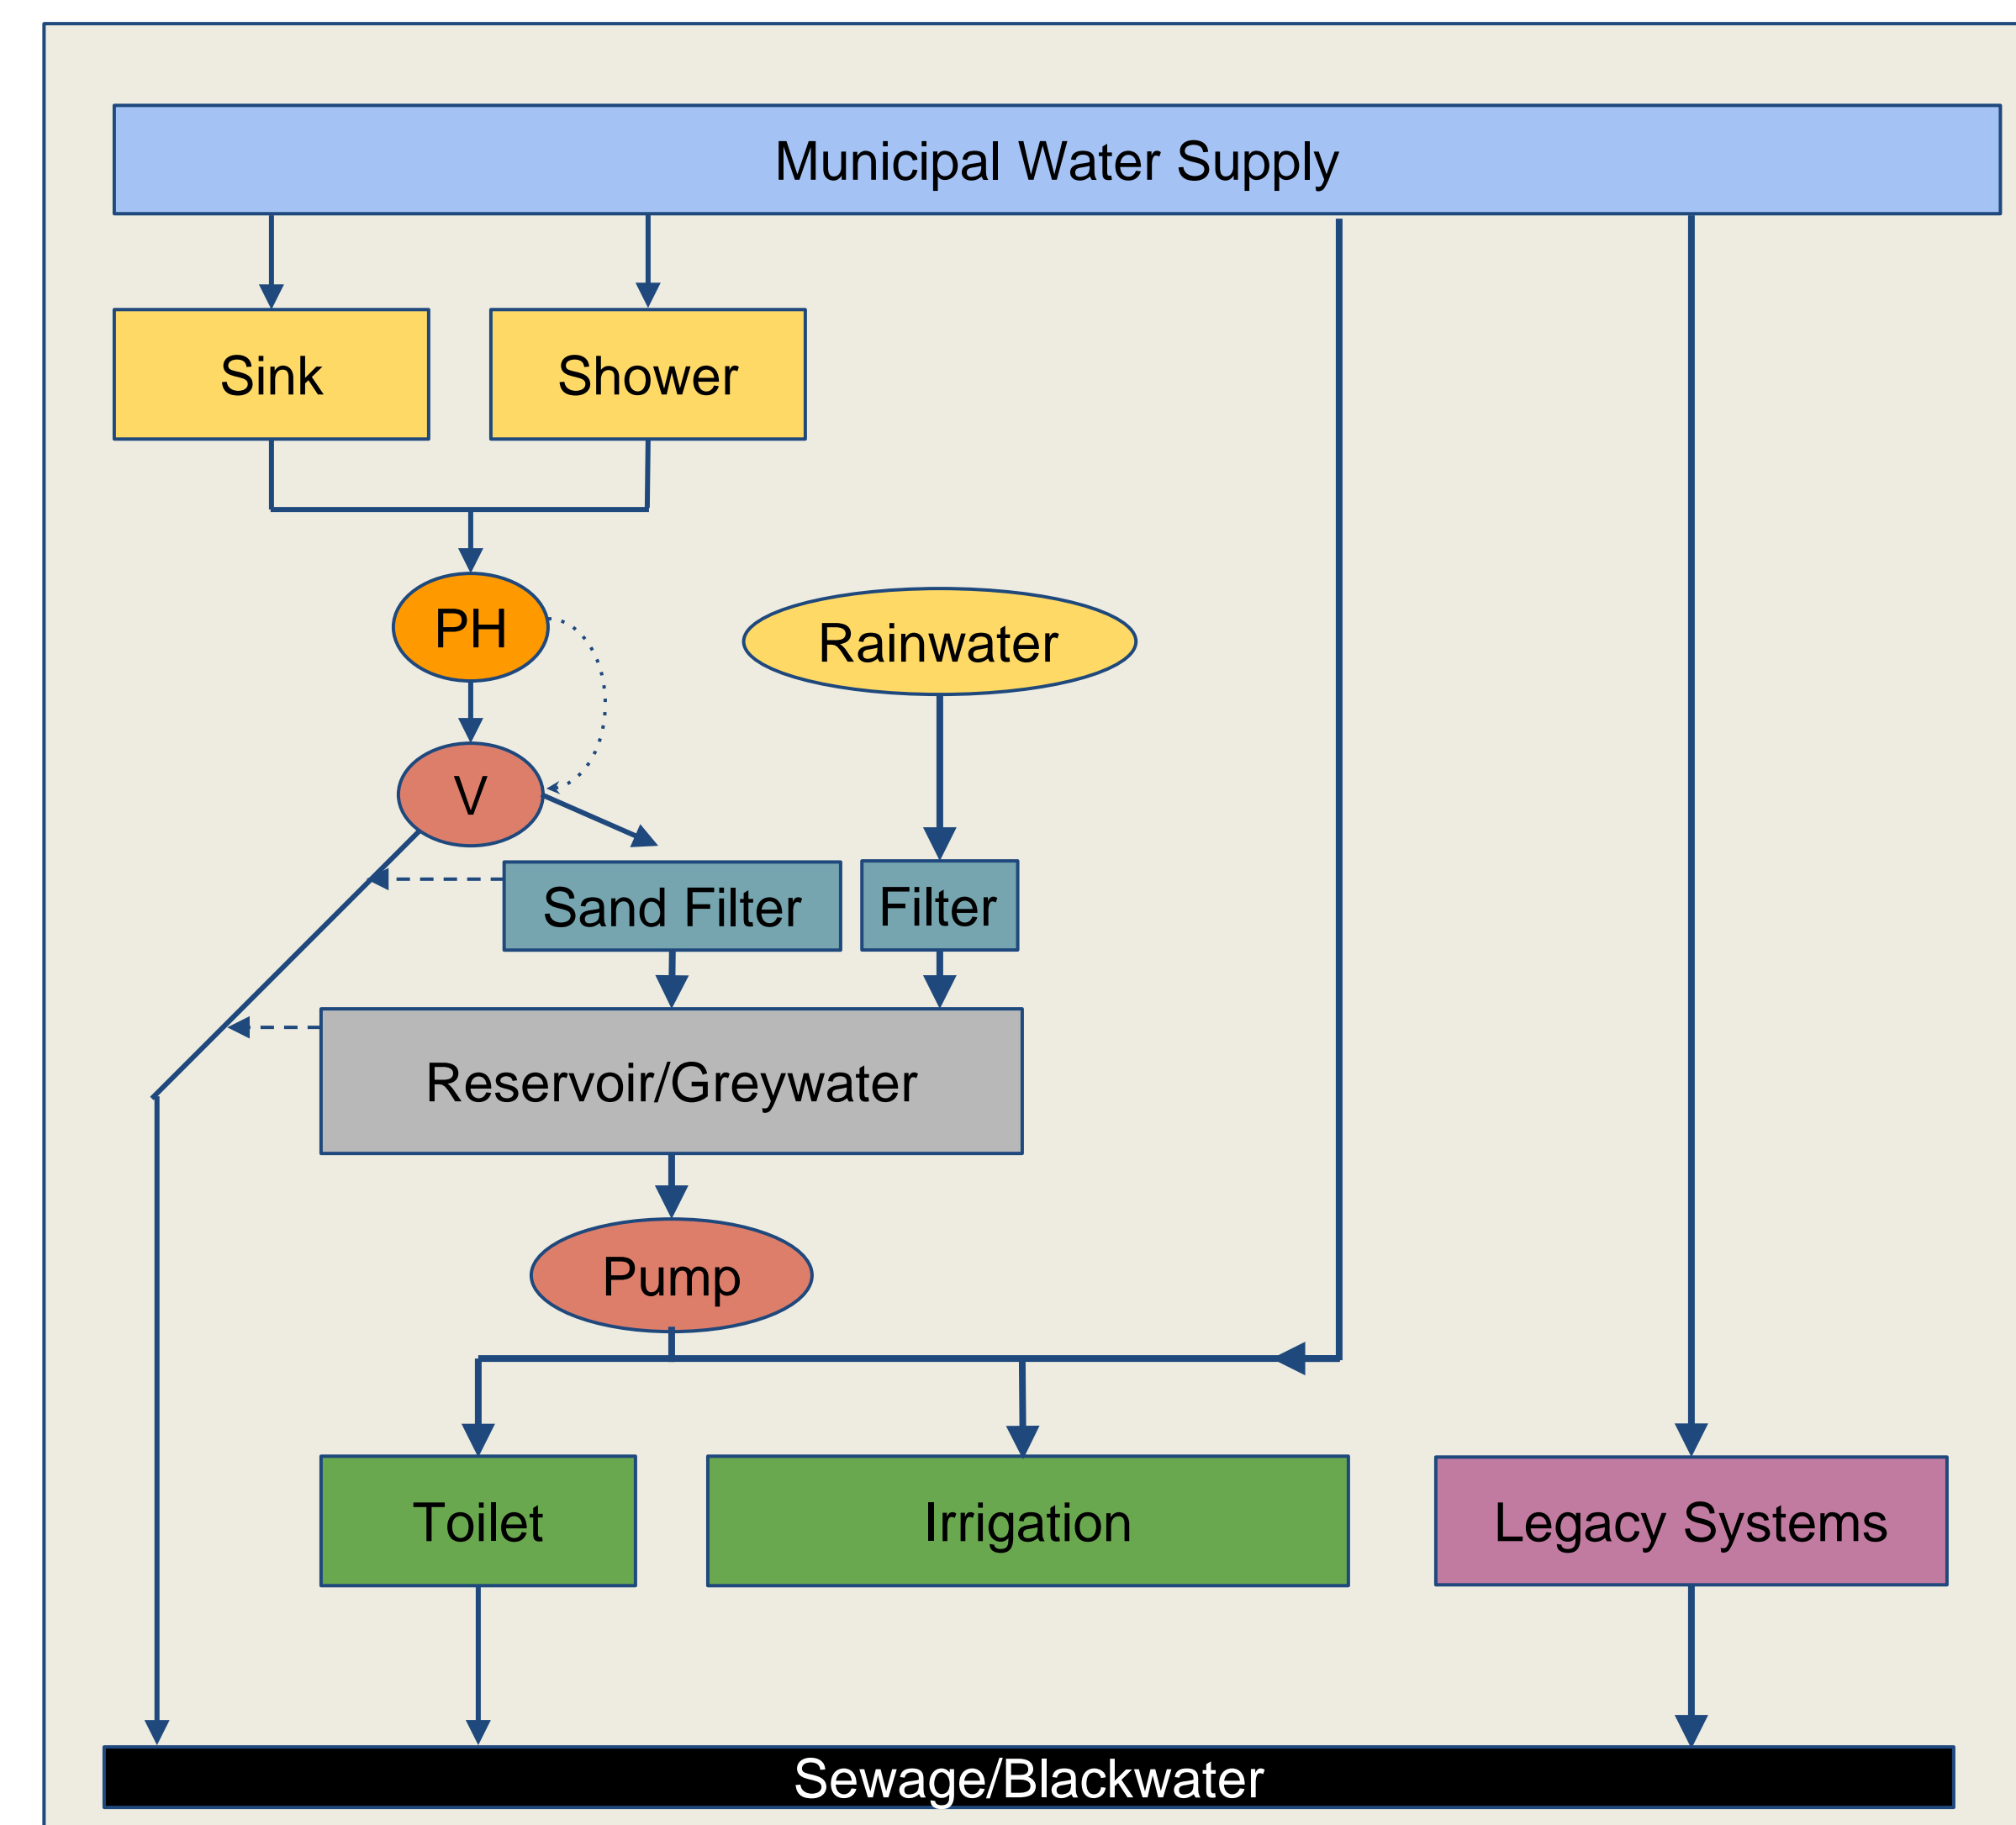 Municipal Water Supply
Sink
Shower
PH
Rainwater
V
Sand Filter
Filter
Reservoir/Greywater
Pump
Toilet
Irrigation
Legacy Systems
Sewage/Blackwater